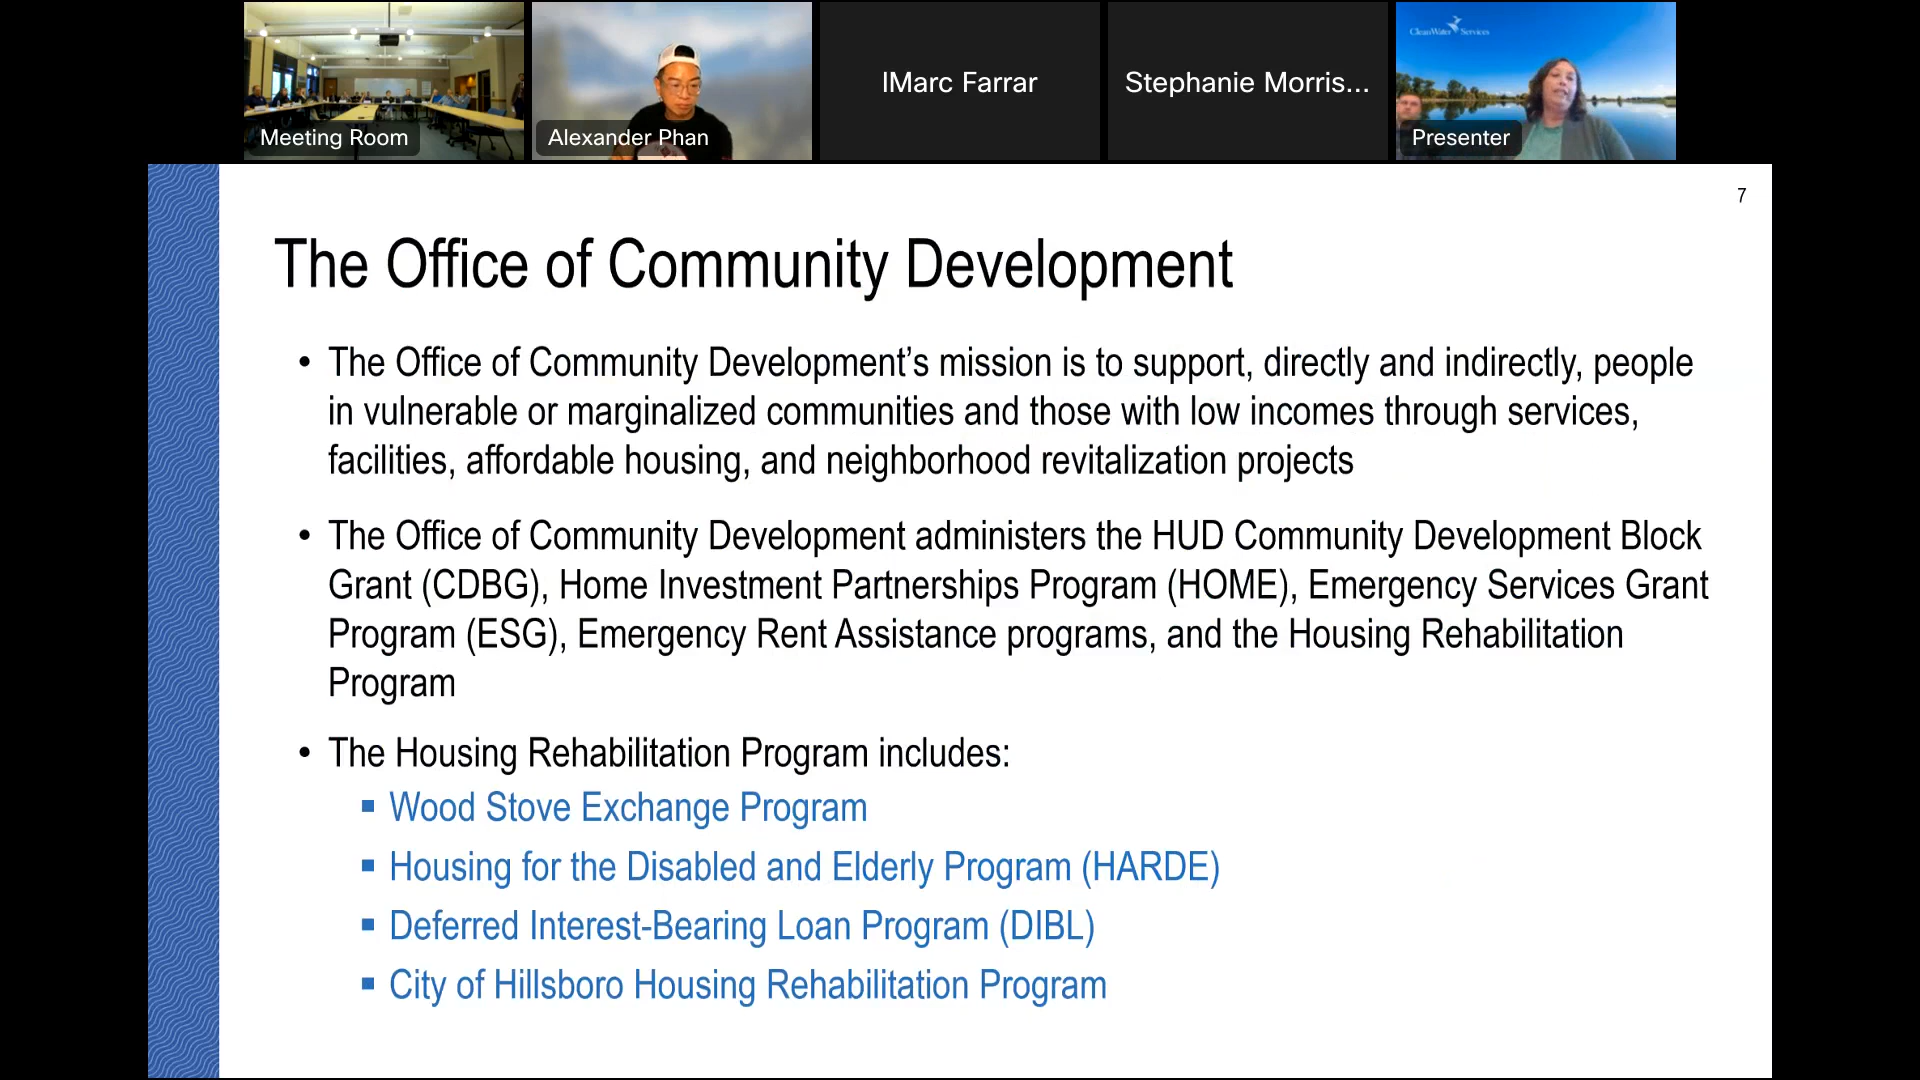 Meeting Room
Alexander Phan
IMarc Farrar
Stephanie Morris...
CleanWater Services
Presenter
7
The Office of Community Development
• The Office of Community Development’s mission is to support, directly and indirectly, people
in vulnerable or marginalized communities and those with low incomes through services,
facilities, affordable housing, and neighborhood revitalization projects
• The Office of Community Development administers the HUD Community Development Block
Grant (CDBG), Home Investment Partnerships Program (HOME), Emergency Services Grant
Program (ESG), Emergency Rent Assistance programs, and the Housing Rehabilitation
Program
• The Housing Rehabilitation Program includes:
▪ Wood Stove Exchange Program
▪ Housing for the Disabled and Elderly Program (HARDE)
▪ Deferred Interest-Bearing Loan Program (DIBL)
▪ City of Hillsboro Housing Rehabilitation Program